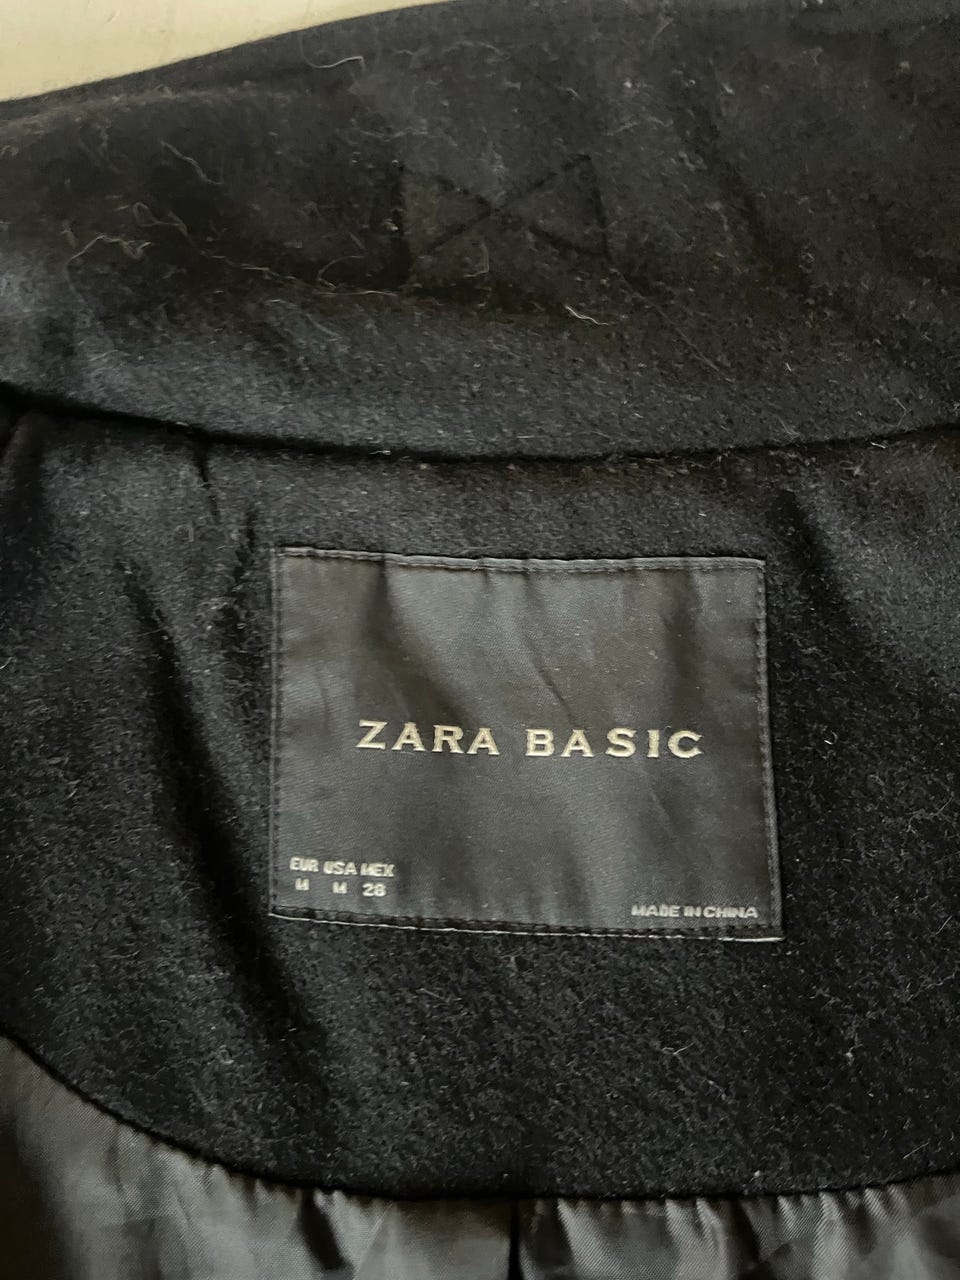 ZARA BASIC
EUR USA MEX
M M 28
MADE IN CHINA